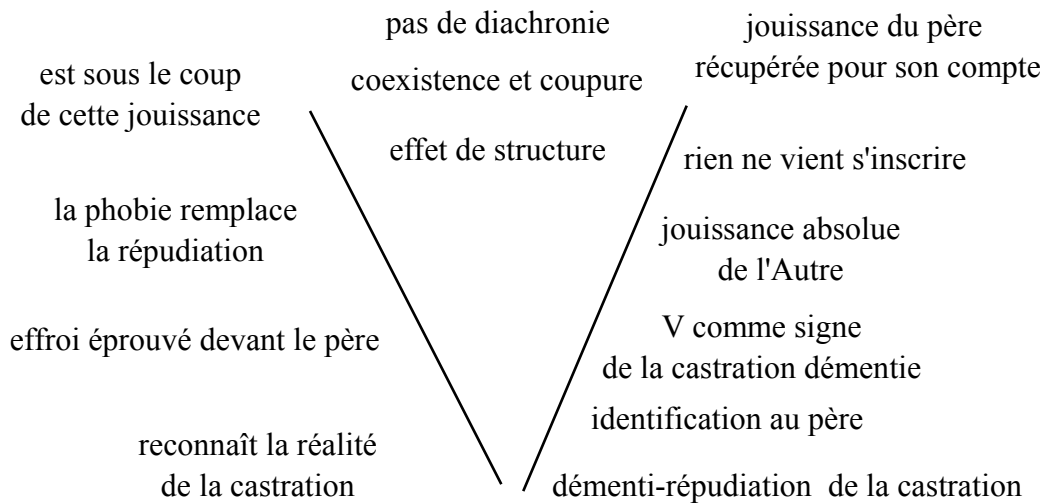 pas de diachronie
coexistence et coupure
effet de structure
est sous le coup
de cette jouissance
la phobie remplace
la répudiation
effroi éprouvé devant le père
reconnaît la réalité
de la castration
jouissance du père
récupérée pour son compte
rien ne vient s'inscrire
jouissance absolue
de l'Autre
V comme signe
de la castration démentie
identification au père
démenti-répudiation de la castration